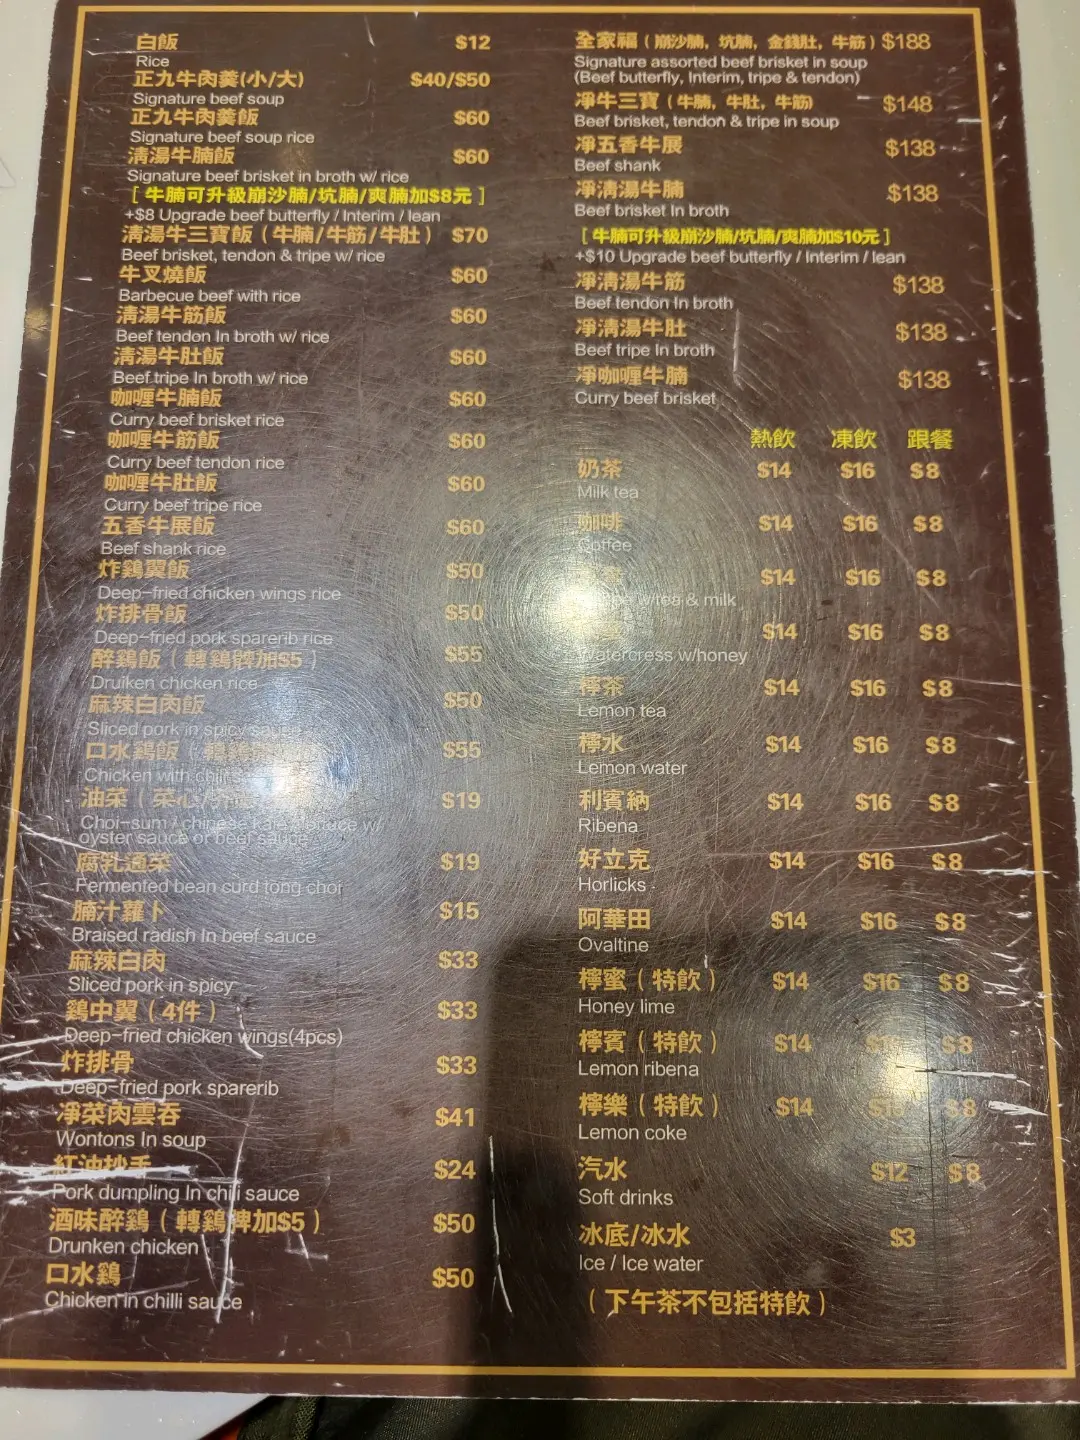 白飯 $12
Rice
正九牛肉羹(小/大) $40/$50
Signature beef soup
正九牛肉羹飯 $60
Signature beef soup rice
清湯牛腩飯 $60
Signature beef brisket in broth w/ rice
[ 牛腩可升級崩沙腩/坑腩/爽腩加$8元 ]
+$8 Upgrade beef butterfly / Interim / lean
清湯牛三寶飯 ( 牛腩/牛筋/牛肚 ) $70
Beef brisket, tendon & tripe w/ rice
牛叉燒飯 $60
Barbecue beef with rice
清湯牛筋飯 $60
Beef tendon In broth w/ rice
清湯牛肚飯 $60
Beef tripe In broth w/ rice
咖喱牛腩飯 $60
Curry beef brisket rice
咖喱牛筋飯 $60
Curry beef tendon rice
咖喱牛肚飯 $60
Curry beef tripe rice
五香牛展飯 $60
Beef shank rice
炸鷄翼飯 $50
Deep-fried chicken wings rice
炸排骨飯 $50
Deep-fried pork sparerib rice
醉鷄飯 ( 轉鷄髀加$5 ) $55
Druiken chicken rice
麻辣白肉飯 $50
Sliced pork in spicy sauce
口水鷄飯 $55
Chicken with chilli
油菜 ( 菜心/ $19
Choi-sum / chinese w/
oyster sauce or beef sauce
腐乳通菜 $19
Fermented bean curd tong choi
腩汁蘿卜 $15
Braised radish In beef sauce
麻辣白肉 $33
Sliced pork in spicy
鷄中翼 ( 4件 ) $33
Deep-fried chicken wings(4pcs)
炸排骨 $33
Deep-fried pork sparerib
淨菜肉雲吞 $41
Wontons In soup
紅油抄手 $24
Pork dumpling In chili sauce
酒味醉鷄 ( 轉鷄髀加$5 ) $50
Drunken chicken
口水鷄 $50
Chicken in chilli sauce
全家福 ( 崩沙腩, 坑腩, 金錢肚, 牛筋 ) $188
Signature assorted beef brisket in soup
(Beef butterfly, Interim, tripe & tendon)
淨牛三寶 ( 牛腩, 牛肚, 牛筋) $148
Beef brisket, tendon & tripe in soup
淨五香牛展 $138
Beef shank
淨清湯牛腩 $138
Beef brisket In broth
[ 牛腩可升級崩沙腩/坑腩/爽腩加$10元 ]
+$10 Upgrade beef butterfly / Interim / lean
淨清湯牛筋 $138
Beef tendon In broth
淨清湯牛肚 $138
Beef tripe In broth
淨咖喱牛腩 $138
Curry beef brisket
熱飲 凍飲 跟餐
奶茶 $14 $16 $8
Milk tea
咖啡 $14 $16 $8
Coffee
$14 $16 $8
w/tea & milk
$14 $16 $8
Watercress w/honey
檸茶 $14 $16 $8
Lemon tea
檸水 $14 $16 $8
Lemon water
利賓納 $14 $16 $8
Ribena
好立克 $14 $16 $8
Horlicks
阿華田 $14 $16 $8
Ovaltine
檸蜜 ( 特飲 ) $14 $16 $8
Honey lime
檸賓 ( 特飲 ) $14 $8
Lemon ribena
檸樂 ( 特飲 ) $14 $8
Lemon coke
汽水 $12 $8
Soft drinks
冰底/冰水 $3
Ice / Ice water
( 下午茶不包括特飲 )